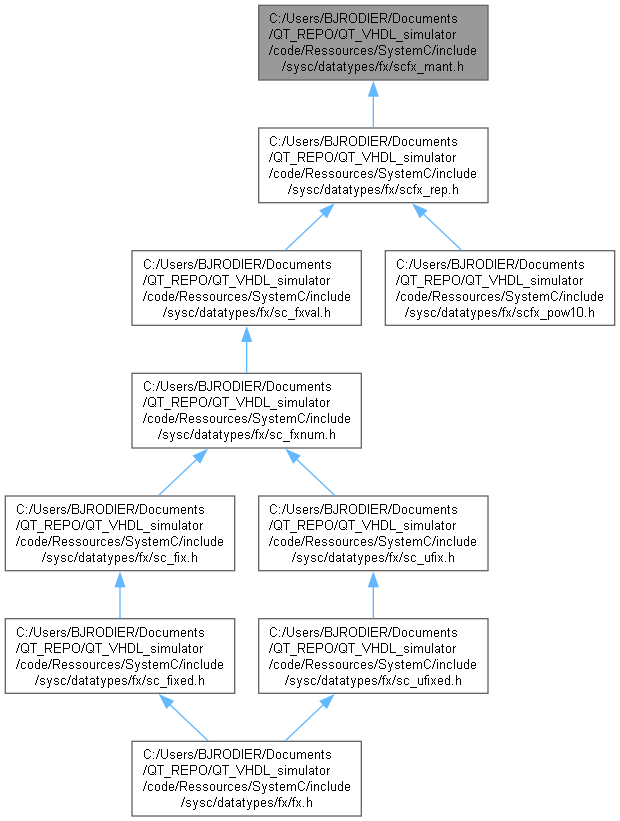 C:/Users/BJRODIER/Documents
/QT_REPO/QT_VHDL_simulator
/code/Ressources/SystemC/include
/sysc/datatypes/fx/scfx_mant.h
C:/Users/BJRODIER/Documents
/QT_REPO/QT_VHDL_simulator
/code/Ressources/SystemC/include
/sysc/datatypes/fx/scfx_rep.h
C:/Users/BJRODIER/Documents
/QT_REPO/QT_VHDL_simulator
/code/Ressources/SystemC/include
/sysc/datatypes/fx/sc_fxval.h
C:/Users/BJRODIER/Documents
/QT_REPO/QT_VHDL_simulator
/code/Ressources/SystemC/include
/sysc/datatypes/fx/scfx_pow10.h
C:/Users/BJRODIER/Documents
/QT_REPO/QT_VHDL_simulator
/code/Ressources/SystemC/include
/sysc/datatypes/fx/sc_fxnum.h
C:/Users/BJRODIER/Documents
/QT_REPO/QT_VHDL_simulator
/code/Ressources/SystemC/include
/sysc/datatypes/fx/sc_fix.h
C:/Users/BJRODIER/Documents
/QT_REPO/QT_VHDL_simulator
/code/Ressources/SystemC/include
/sysc/datatypes/fx/sc_ufix.h
C:/Users/BJRODIER/Documents
/QT_REPO/QT_VHDL_simulator
/code/Ressources/SystemC/include
/sysc/datatypes/fx/sc_fixed.h
C:/Users/BJRODIER/Documents
/QT_REPO/QT_VHDL_simulator
/code/Ressources/SystemC/include
/sysc/datatypes/fx/sc_ufixed.h
C:/Users/BJRODIER/Documents
/QT_REPO/QT_VHDL_simulator
/code/Ressources/SystemC/include
/sysc/datatypes/fx/fx.h